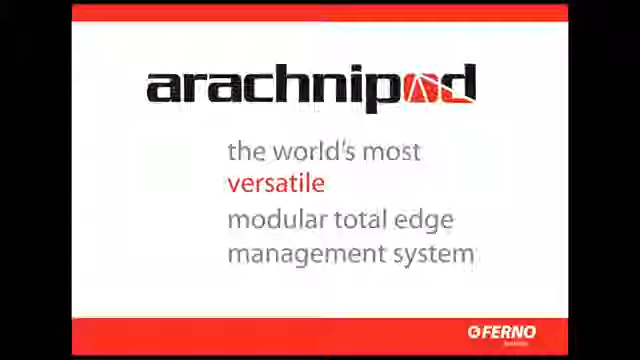 arachnipod
the world's most
versatile
modular total edge
management system
FERNO